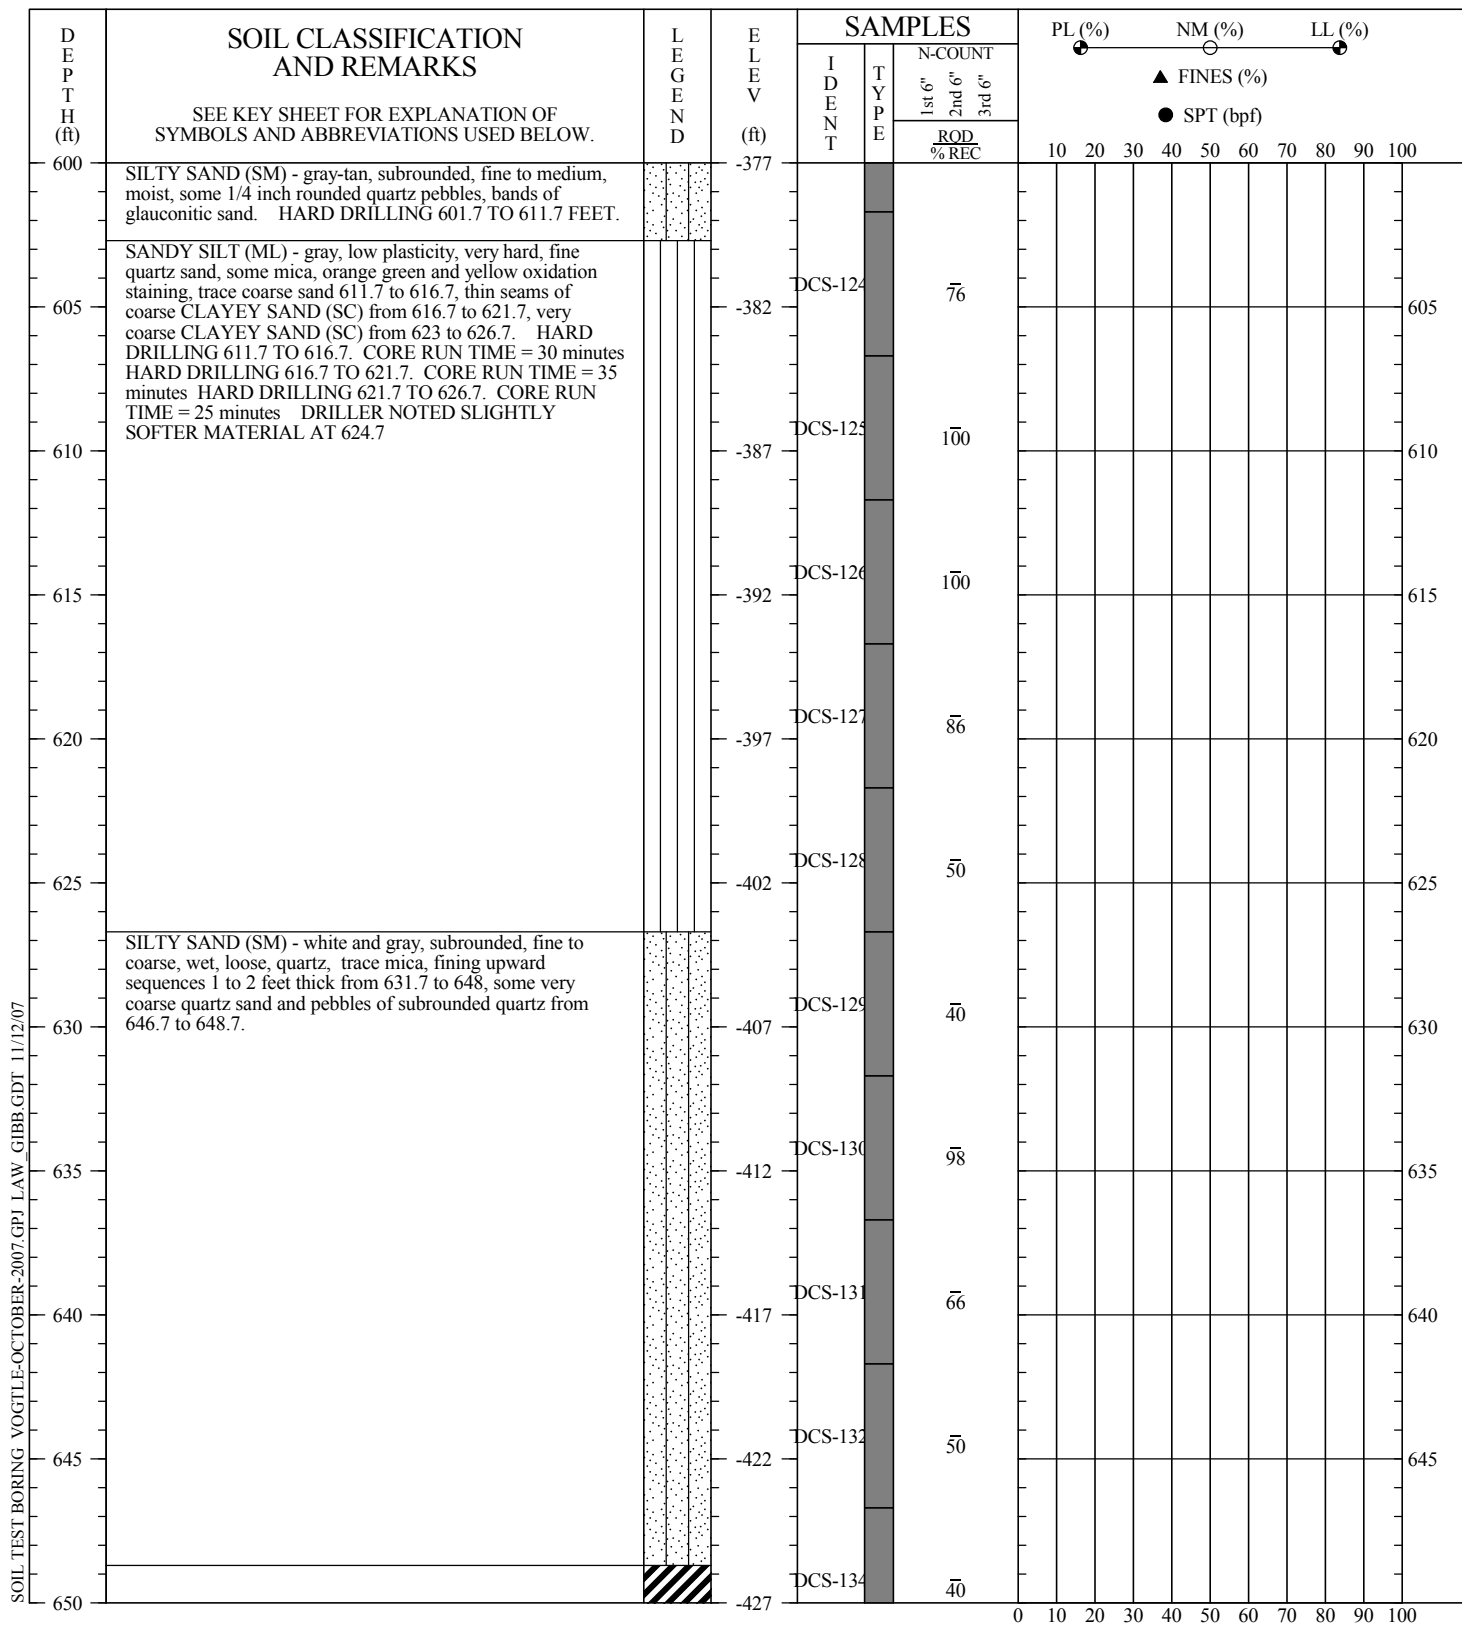 DEPTH (ft)
SOIL CLASSIFICATION
AND REMARKS
SEE KEY SHEET FOR EXPLANATION OF
SYMBOLS AND ABBREVIATIONS USED BELOW.
LEGEND
ELEV (ft)
SAMPLES
IDENT
TYPE
N-COUNT
1st 6"
2nd 6"
3rd 6"
RQD
% REC
PL (%) NM (%) LL (%)
▲ FINES (%)
● SPT (bpf)
10 20 30 40 50 60 70 80 90 100
600
-377
SILTY SAND (SM) - gray-tan, subrounded, fine to medium,
moist, some 1/4 inch rounded quartz pebbles, bands of
glauconitic sand. HARD DRILLING 601.7 TO 611.7 FEET.
SANDY SILT (ML) - gray, low plasticity, very hard, fine
quartz sand, some mica, orange green and yellow oxidation
staining, trace coarse sand 611.7 to 616.7, thin seams of
coarse CLAYEY SAND (SC) from 616.7 to 621.7, very
coarse CLAYEY SAND (SC) from 623 to 626.7. HARD
DRILLING 611.7 TO 616.7. CORE RUN TIME = 30 minutes
HARD DRILLING 616.7 TO 621.7. CORE RUN TIME = 35
minutes HARD DRILLING 621.7 TO 626.7. CORE RUN
TIME = 25 minutes DRILLER NOTED SLIGHTLY
SOFTER MATERIAL AT 624.7
DCS-124 - 76
605 -382 605
DCS-125 - 100
610 -387 610
DCS-126 - 100
615 -392 615
DCS-127 - 86
620 -397 620
DCS-128 - 50
625 -402 625
SILTY SAND (SM) - white and gray, subrounded, fine to
coarse, wet, loose, quartz, trace mica, fining upward
sequences 1 to 2 feet thick from 631.7 to 648, some very
coarse quartz sand and pebbles of subrounded quartz from
646.7 to 648.7.
DCS-129 - 40
630 -407 630
DCS-130 - 98
635 -412 635
DCS-131 - 66
640 -417 640
DCS-132 - 50
645 -422 645
DCS-134 - 40
650 -427
0 10 20 30 40 50 60 70 80 90 100
SOIL TEST BORING VOGTLE-OCTOBER-2007.GPJ LAW_GIBB.GDT 11/12/07